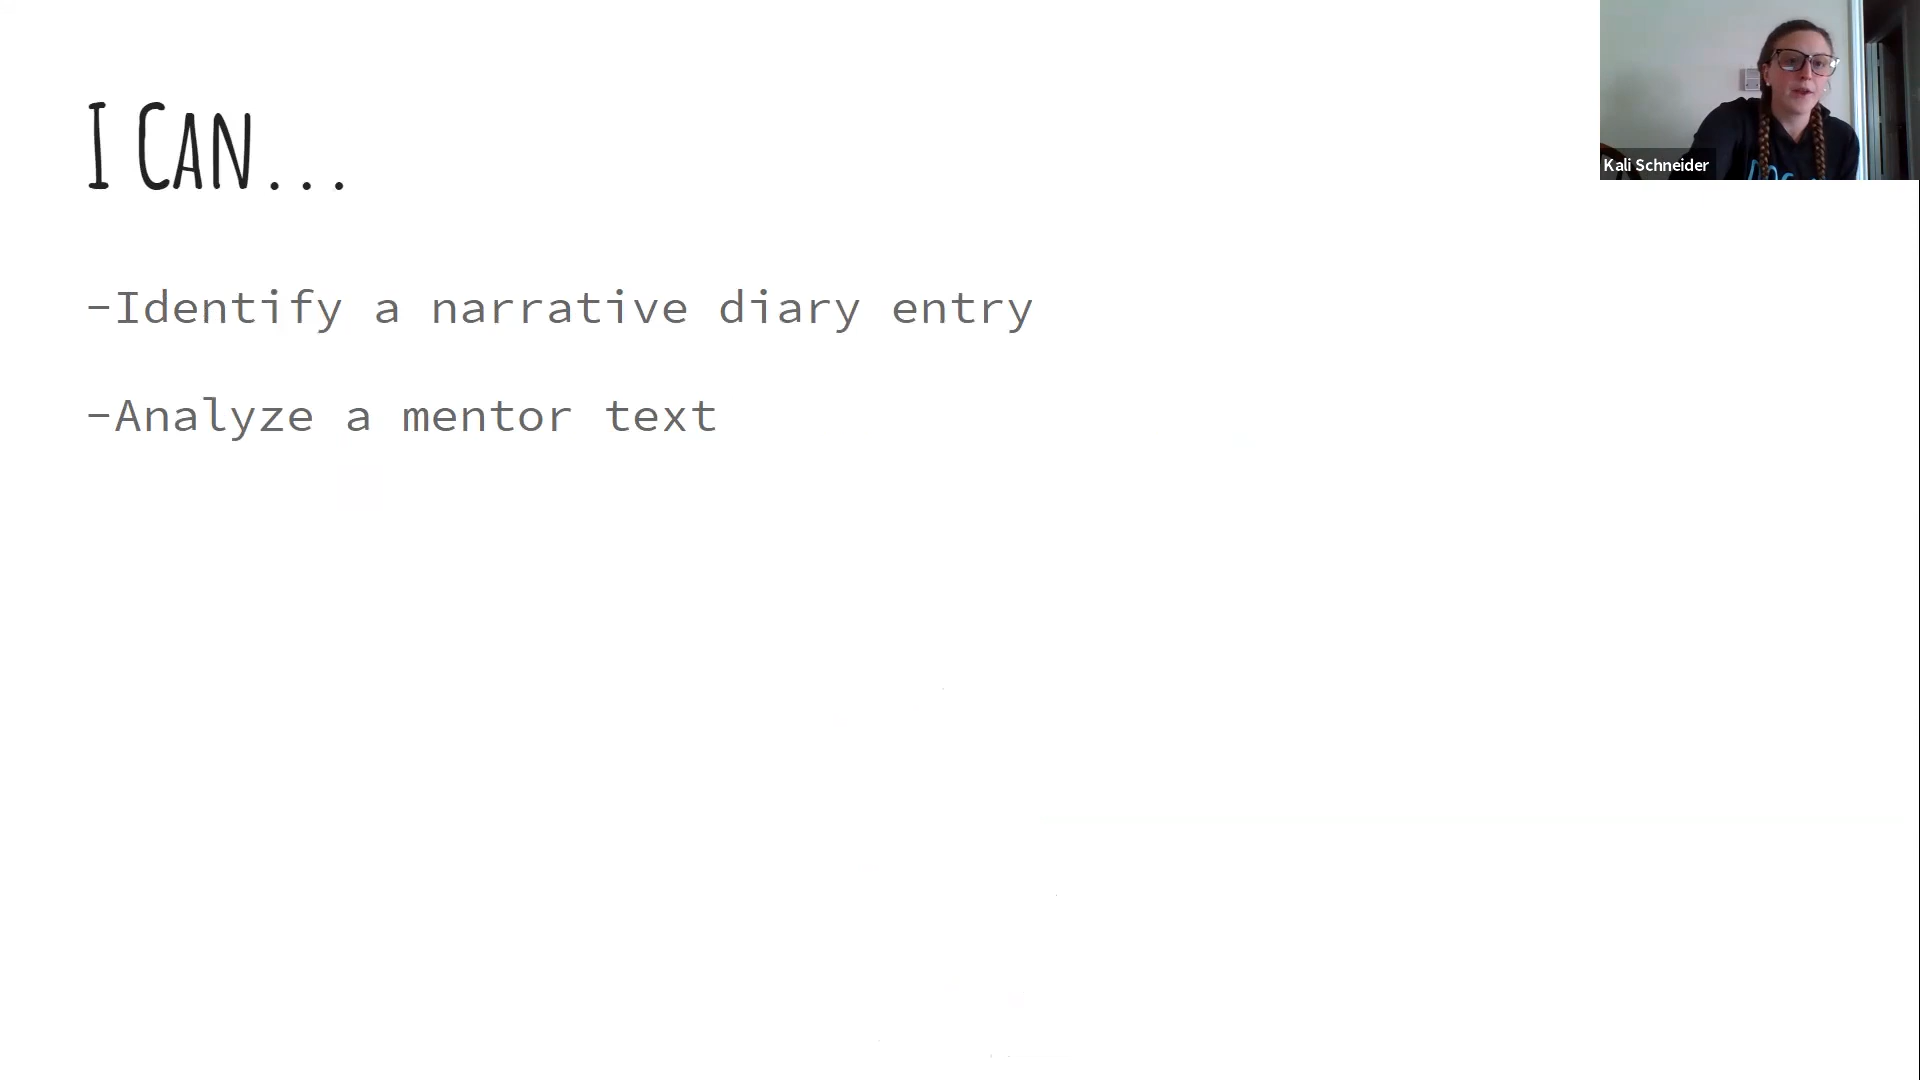 I Can...
-Identify a narrative diary entry
-Analyze a mentor text
Kali Schneider